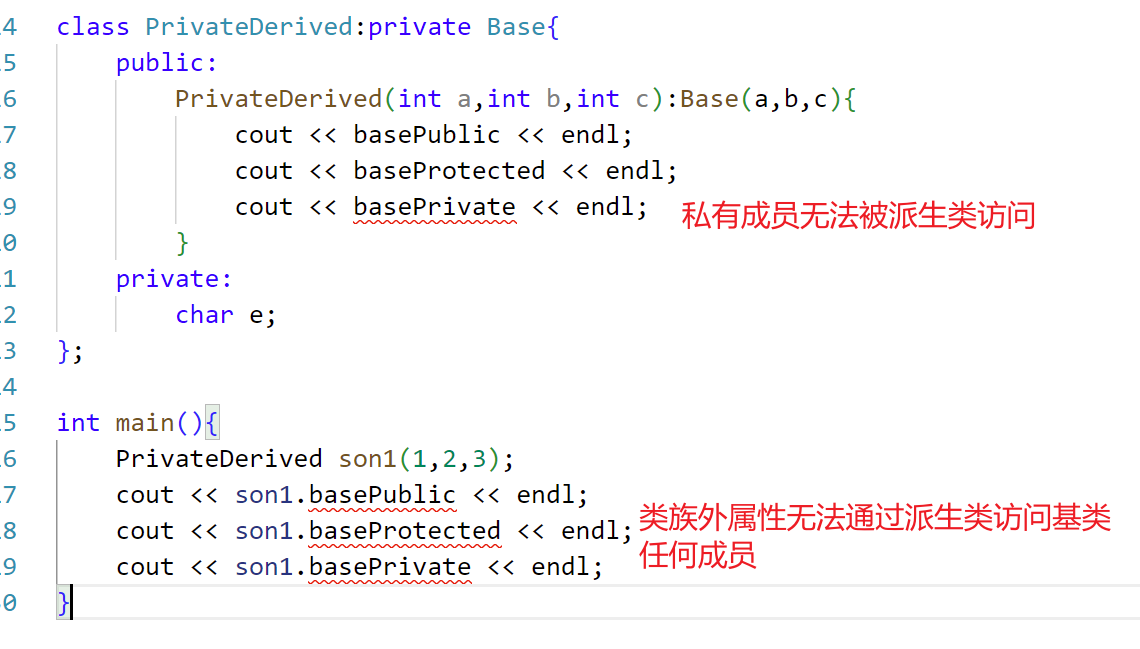 4 class PrivateDerived:private Base{
5 public:
6 PrivateDerived(int a,int b,int c):Base(a,b,c){
7 cout << basePublic << endl;
8 cout << baseProtected << endl;
9 cout << basePrivate << endl; 私有成员无法被派生类访问
0 }
1 private:
2 char e;
3 };
4
5 int main(){
6 PrivateDerived son1(1,2,3);
7 cout << son1.basePublic << endl;
8 cout << son1.baseProtected << endl; 类族外属性无法通过派生类访问基类
任何成员
9 cout << son1.basePrivate << endl;
0 }